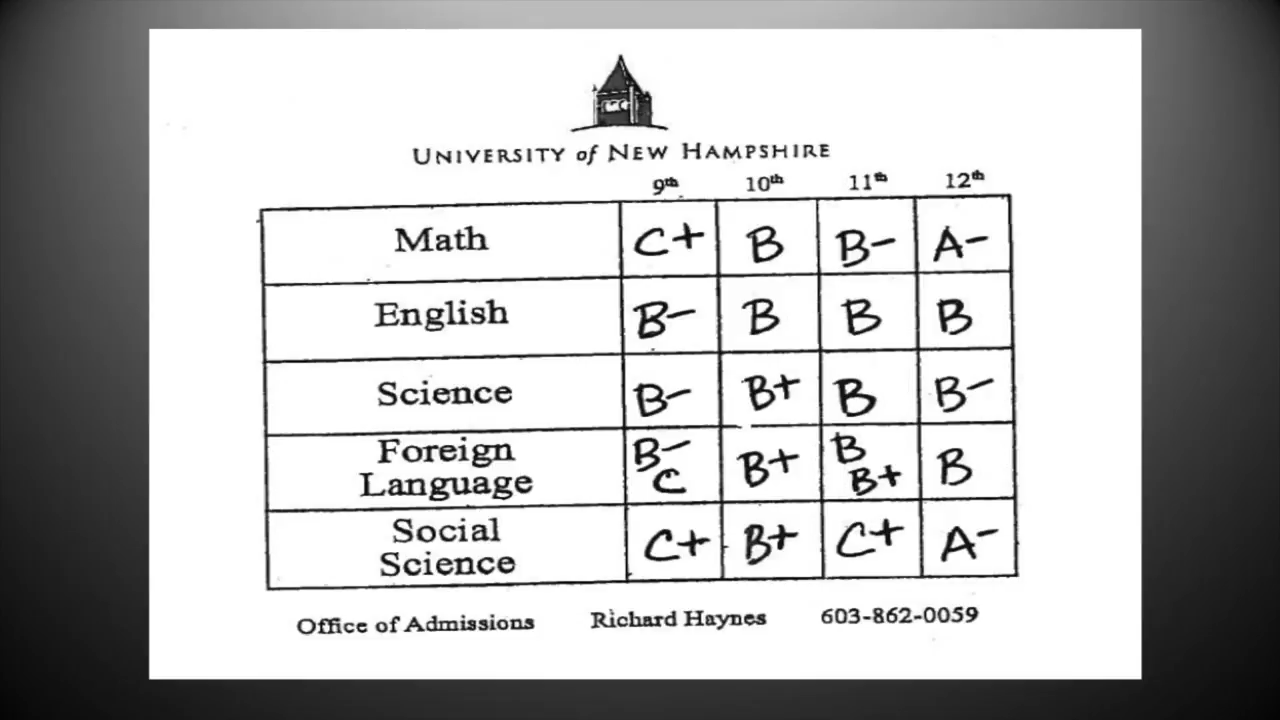 UNIVERSITY of NEW HAMPSHIRE
9th 10th 11th 12th
Math C+ B B- A-
English B- B B B
Science B- B+ B B-
Foreign Language B- C B+ B B+ B
Social Science C+ B+ C+ A-
Office of Admissions Richard Haynes 603-862-0059